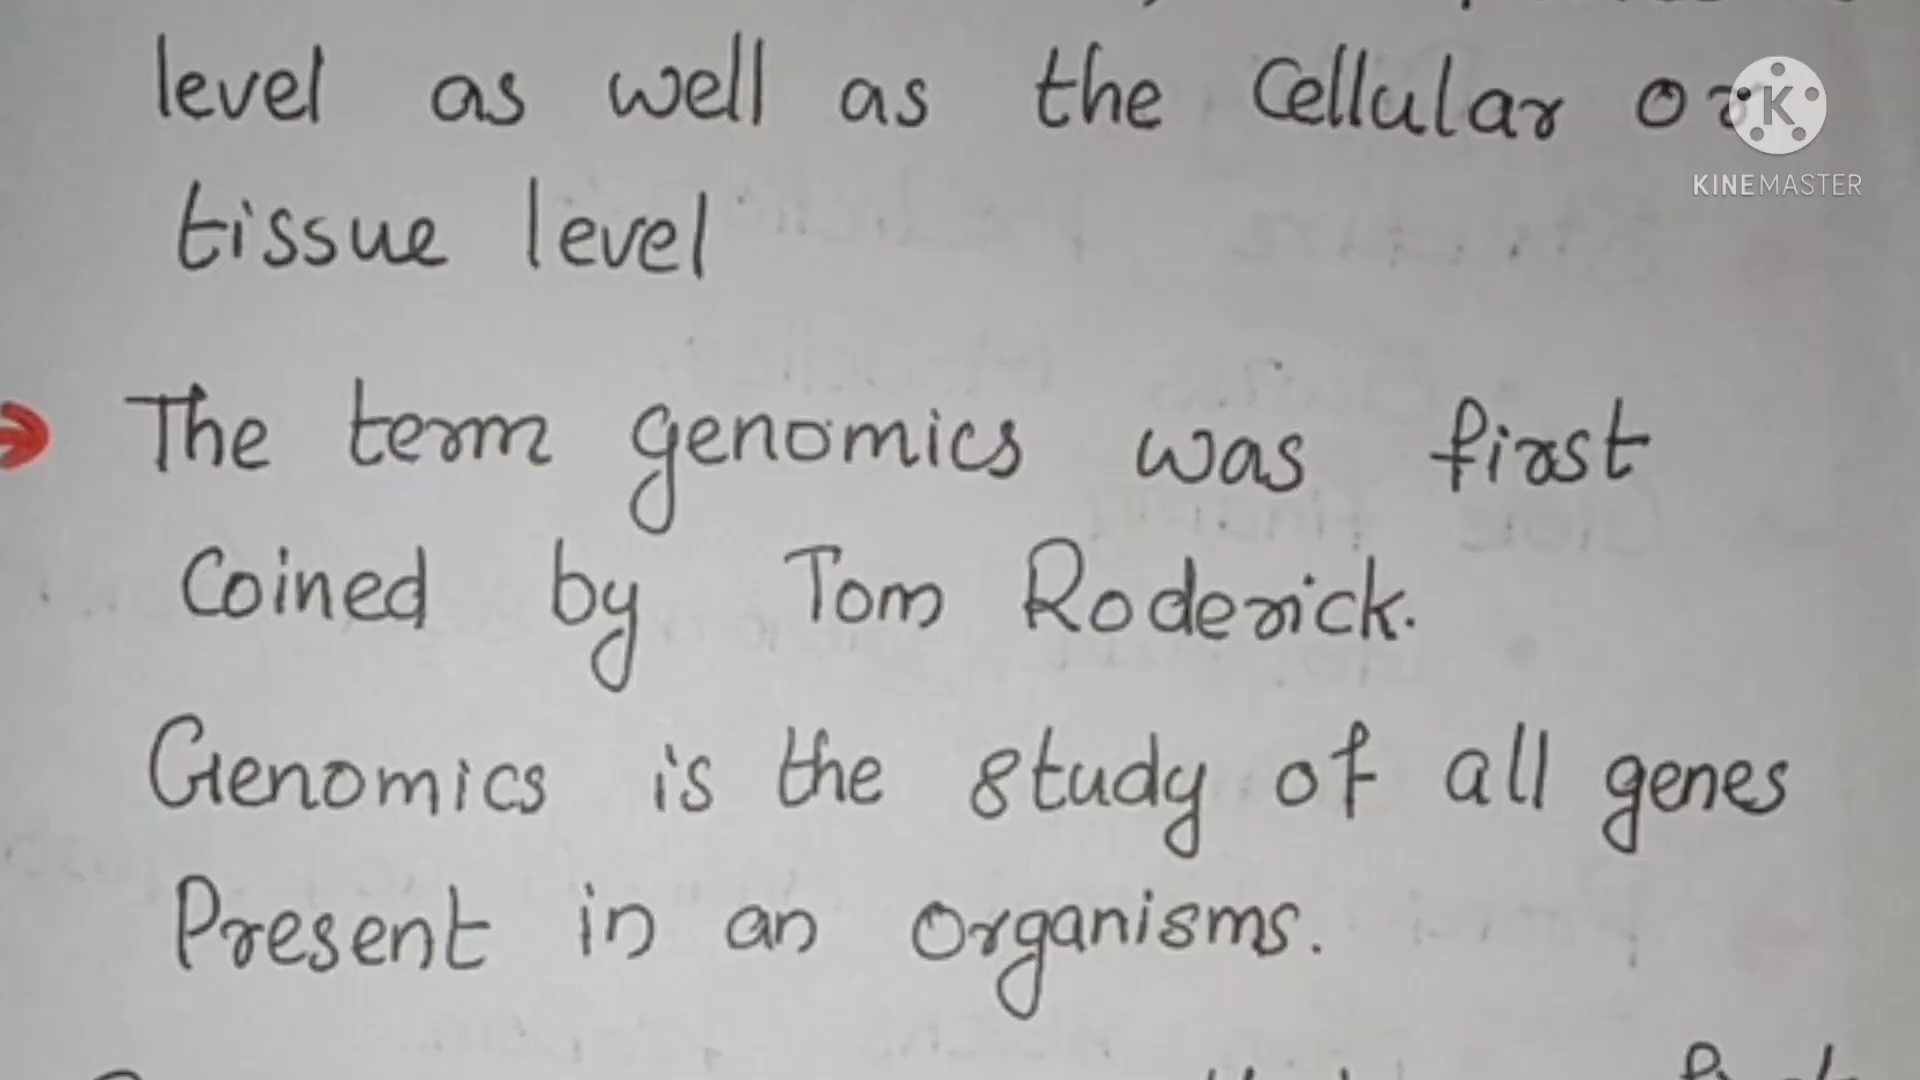 level as well as the Cellular or
KINEMASTER
tissue level
The term genomics was first
Coined by Tom Roderick.
Genomics is the study of all genes
Present in an organisms.